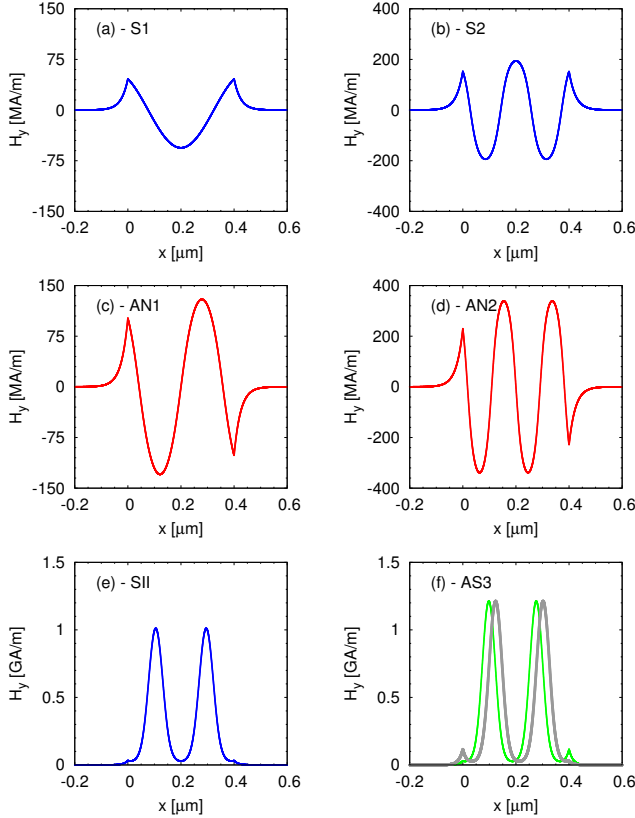 150
75
0
-75
-150
(a) - S1
H_y [MA/m]
-0.2 0 0.2 0.4 0.6
x [μm]
400
200
0
-200
-400
(b) - S2
H_y [MA/m]
-0.2 0 0.2 0.4 0.6
x [μm]
150
75
0
-75
-150
(c) - AN1
H_y [MA/m]
-0.2 0 0.2 0.4 0.6
x [μm]
400
200
0
-200
-400
(d) - AN2
H_y [MA/m]
-0.2 0 0.2 0.4 0.6
x [μm]
1.5
1
0.5
0
(e) - SII
H_y [GA/m]
-0.2 0 0.2 0.4 0.6
x [μm]
1.5
1
0.5
0
(f) - AS3
H_y [GA/m]
-0.2 0 0.2 0.4 0.6
x [μm]